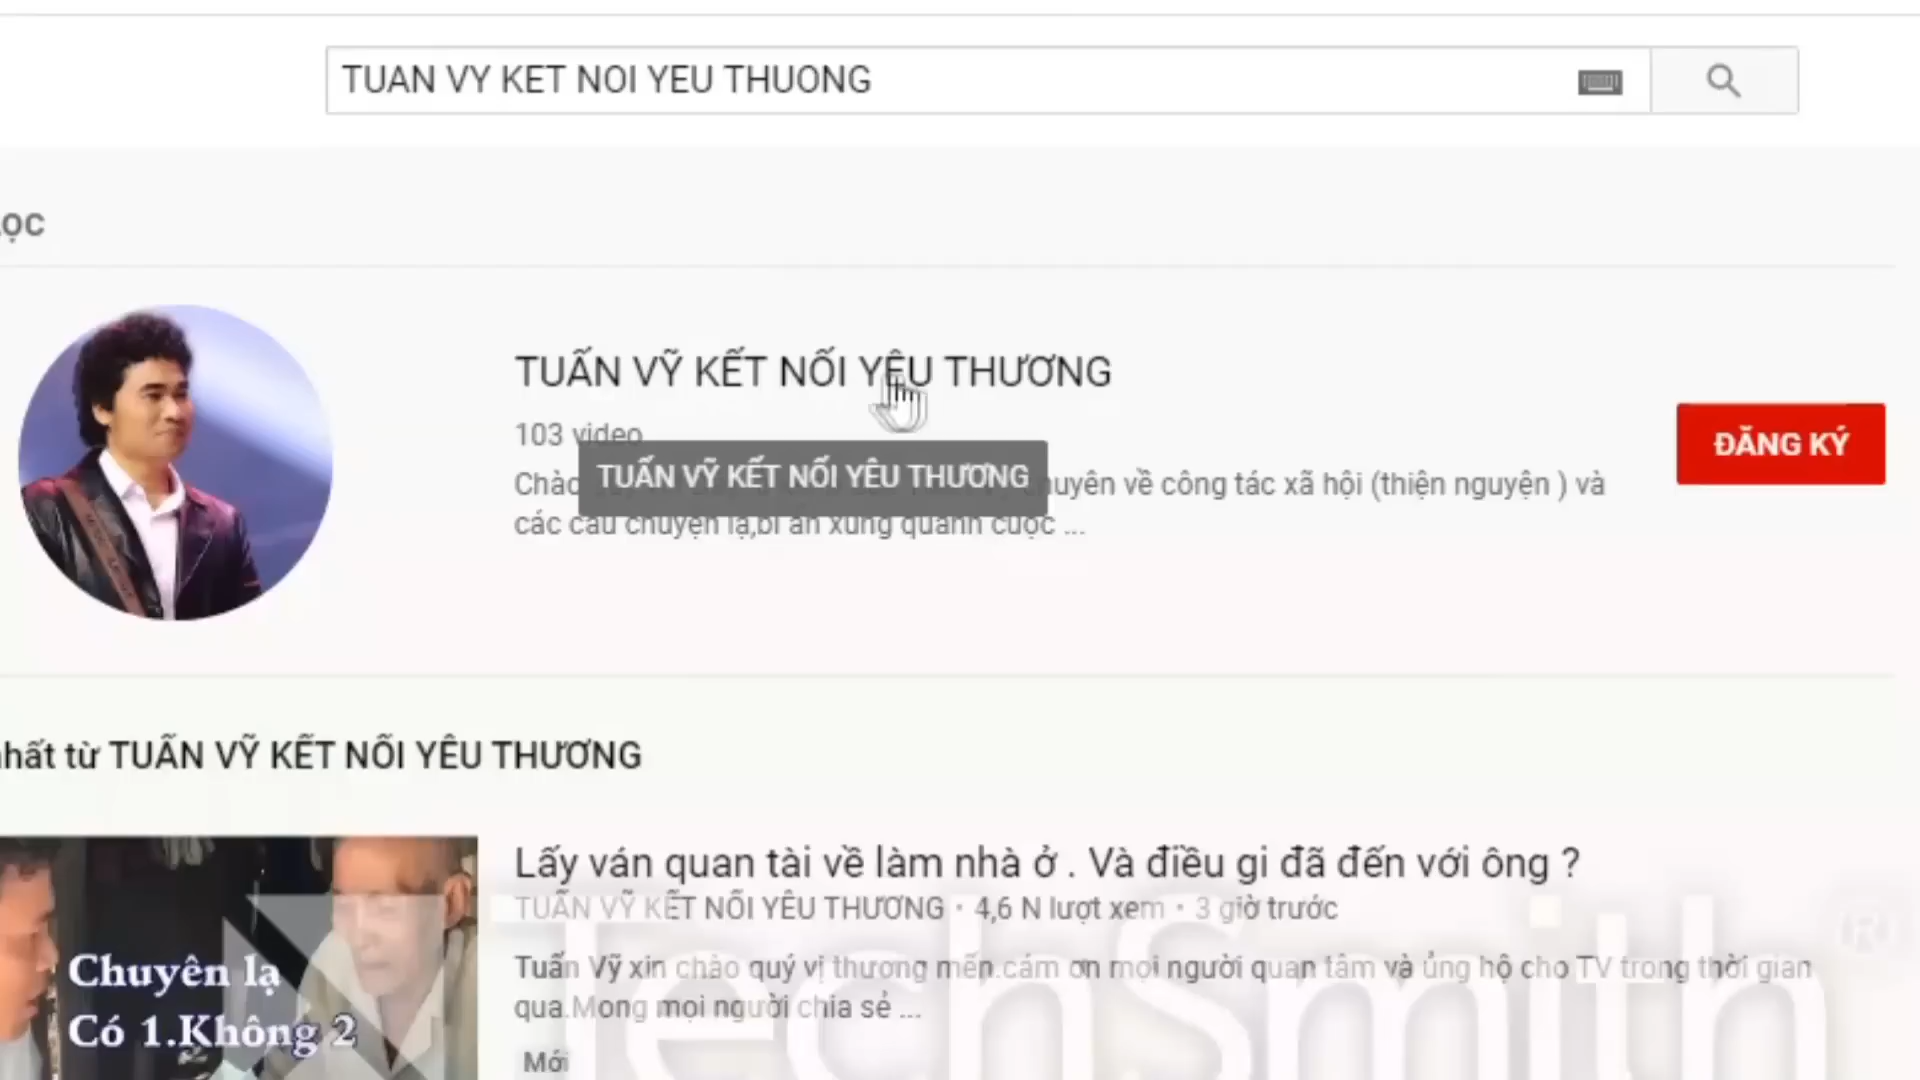 TUAN VY KET NOI YEU THUONG
ọc
TUẤN VỸ KẾT NỐI YÊU THƯƠNG
103 video
TUẤN VỸ KẾT NỐI YÊU THƯƠNG
Chào chuyên về công tác xã hội (thiện nguyện ) và
các câu chuyện lạ,bí ẩn xung quanh cuộc ...
ĐĂNG KÝ
nhất từ TUẤN VỸ KẾT NỐI YÊU THƯƠNG
Lấy ván quan tài về làm nhà ở . Và điều gi đã đến với ông ?
TUẤN VỸ KẾT NỐI YÊU THƯƠNG • 4,6 N lượt xem • 3 giờ trước
Tuấn Vỹ xin chào quý vị thương mến.cám ơn mọi người quan tâm và ủng hộ cho TV trong thời gian
qua.Mong mọi người chia sẻ ...
Mới
Chuyện lạ
Có 1.Không 2
TechSmith®